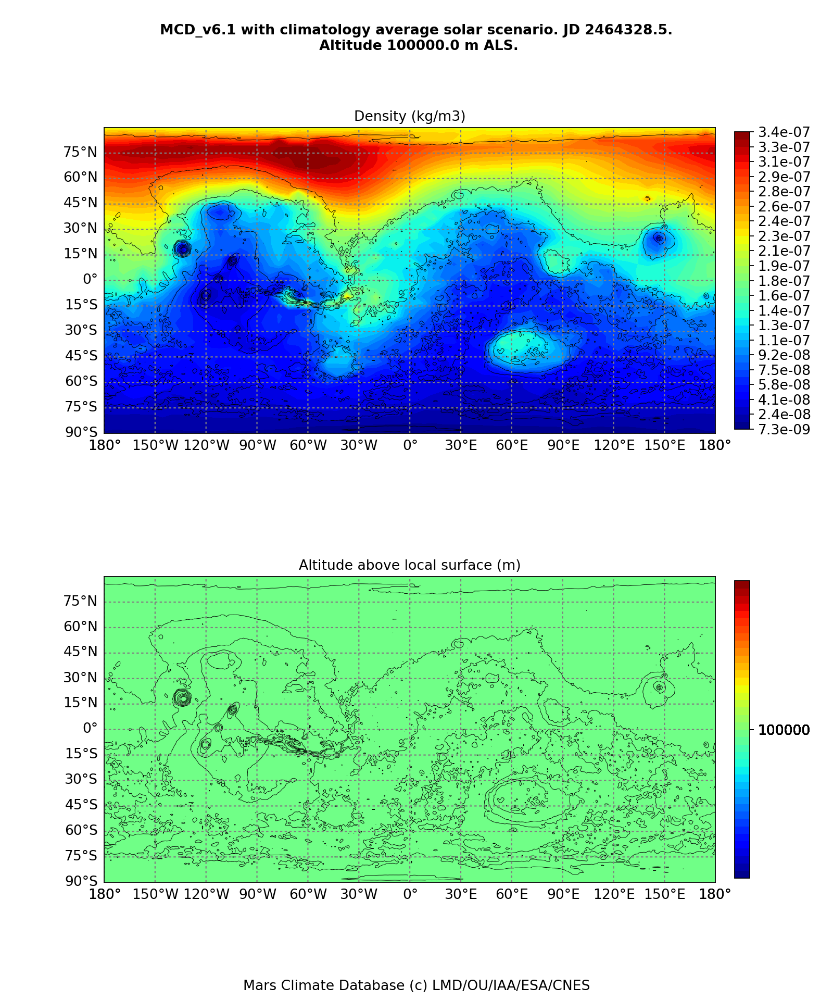 MCD_v6.1 with climatology average solar scenario. JD 2464328.5.
Altitude 100000.0 m ALS.
Density (kg/m3)
75°N
60°N
45°N
30°N
15°N
0°
15°S
30°S
45°S
60°S
75°S
90°S
180° 150°W 120°W 90°W 60°W 30°W 0° 30°E 60°E 90°E 120°E 150°E 180°
3.4e-07
3.3e-07
3.1e-07
2.9e-07
2.8e-07
2.6e-07
2.4e-07
2.3e-07
2.1e-07
1.9e-07
1.8e-07
1.6e-07
1.4e-07
1.3e-07
1.1e-07
9.2e-08
7.5e-08
5.8e-08
4.1e-08
2.4e-08
7.3e-09
Altitude above local surface (m)
75°N
60°N
45°N
30°N
15°N
0°
15°S
30°S
45°S
60°S
75°S
90°S
180° 150°W 120°W 90°W 60°W 30°W 0° 30°E 60°E 90°E 120°E 150°E 180°
100000
Mars Climate Database (c) LMD/OU/IAA/ESA/CNES